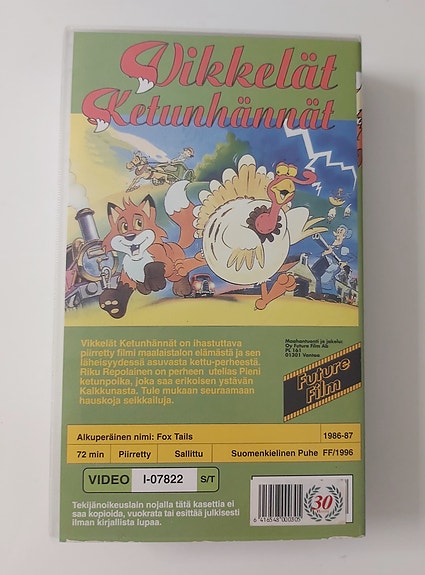 Vikkelät
Ketunhännät
Vikkelät Ketunhännät on ihastuttava
piirretty filmi maalaistalon elämästä ja sen
läheisyydessä asuvasta kettu-perheestä.
Riku Repolainen on perheen utelias Pieni
ketunpoika, joka saa erikoisen ystävän
Kalkkunasta. Tule mukaan seuraamaan
hauskoja seikkailuja.
Maahantuonti ja jakelu:
Oy Future Film Ab
PL 161
01301 Vantaa
Future
Film
Alkuperäinen nimi: Fox Tails 1986-87
72 min Piirretty Sallittu Suomenkielinen Puhe FF/1996
VIDEO I-07822 S/T
Tekijänoikeuslain nojalla tätä kasettia ei
saa kopioida, vuokrata tai esittää julkisesti
ilman kirjallista lupaa.
30
6 416548 000305